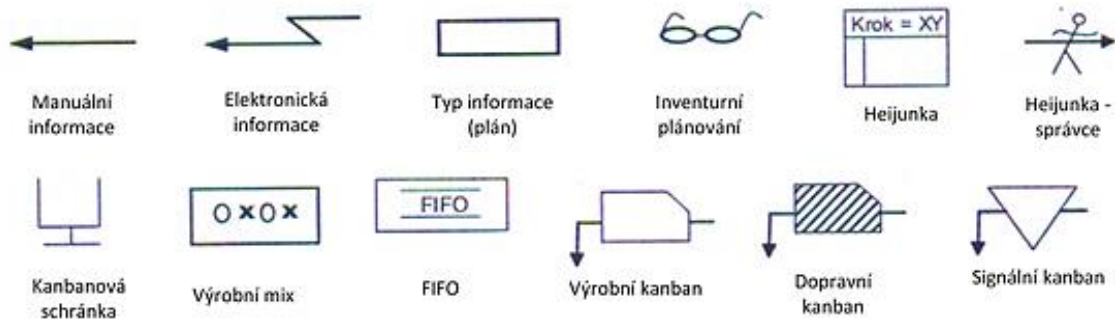 Krok = XY
Manuální
informace
Elektronická
informace
Typ informace
(plán)
Inventurní
plánování
Heijunka
Heijunka -
správce
O x O x
FIFO
Kanbanová
schránka
Výrobní mix
FIFO
Výrobní kanban
Dopravní
kanban
Signální kanban